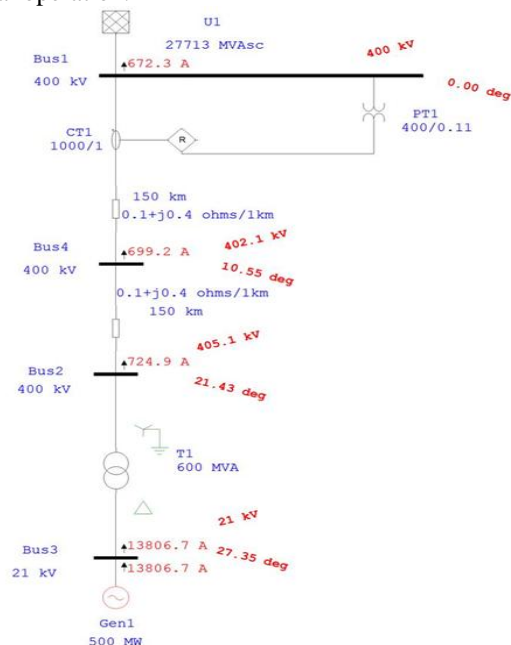 U1
27713 MVAsc
Bus1
400 kV
672.3 A
400 kV
0.00 deg
CT1
1000/1
R
PT1
400/0.11
150 km
0.1+j0.4 ohms/1km
Bus4
400 kV
699.2 A
402.1 kV
10.55 deg
0.1+j0.4 ohms/1km
150 km
Bus2
400 kV
724.9 A
405.1 kV
21.43 deg
T1
600 MVA
Bus3
21 kV
13806.7 A
13806.7 A
21 kV
27.35 deg
Gen1
500 MW